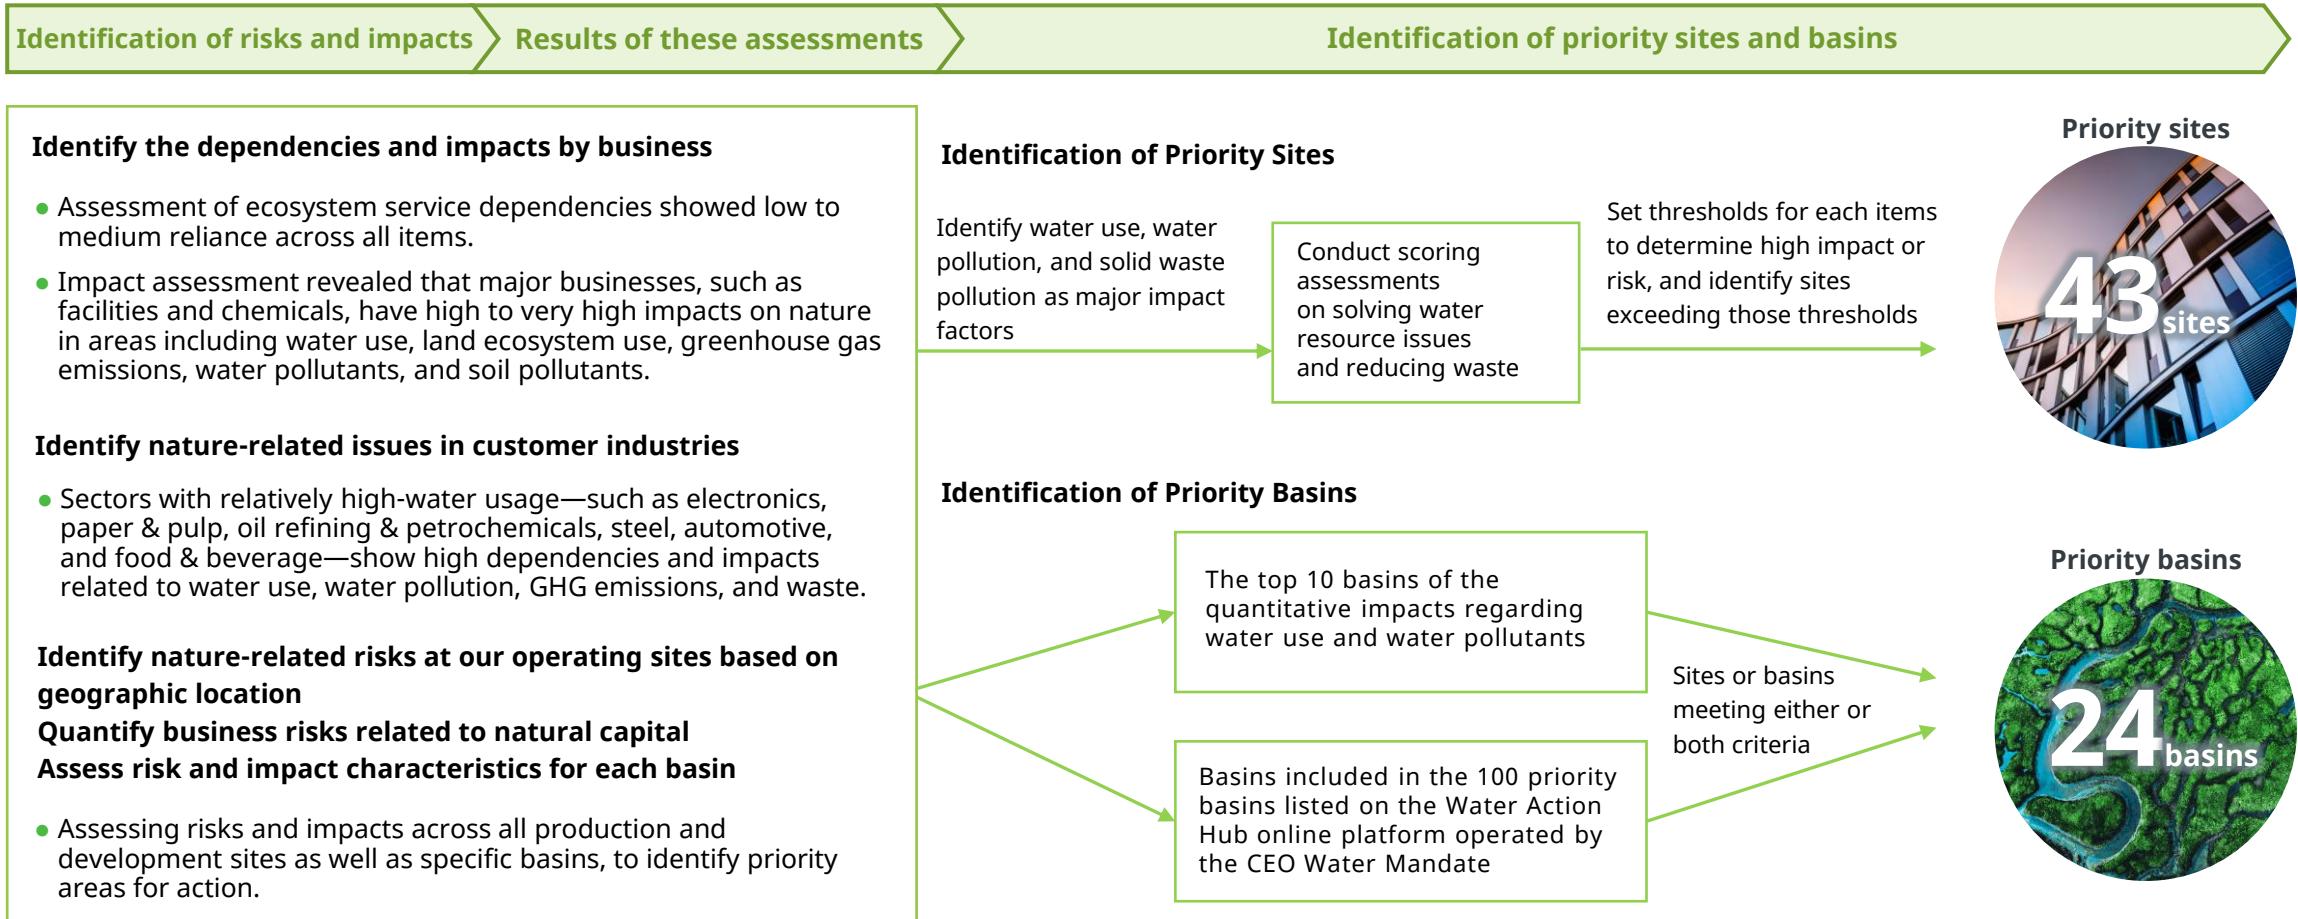 Identification of risks and impacts
Results of these assessments
Identification of priority sites and basins
Identify the dependencies and impacts by business
● Assessment of ecosystem service dependencies showed low to
medium reliance across all items.
● Impact assessment revealed that major businesses, such as
facilities and chemicals, have high to very high impacts on nature
in areas including water use, land ecosystem use, greenhouse gas
emissions, water pollutants, and soil pollutants.
Identify nature-related issues in customer industries
● Sectors with relatively high-water usage—such as electronics,
paper & pulp, oil refining & petrochemicals, steel, automotive,
and food & beverage—show high dependencies and impacts
related to water use, water pollution, GHG emissions, and waste.
Identify nature-related risks at our operating sites based on
geographic location
Quantify business risks related to natural capital
Assess risk and impact characteristics for each basin
● Assessing risks and impacts across all production and
development sites as well as specific basins, to identify priority
areas for action.
Identification of Priority Sites
Identify water use, water
pollution, and solid waste
pollution as major impact
factors
Conduct scoring
assessments
on solving water
resource issues
and reducing waste
Set thresholds for each items
to determine high impact or
risk, and identify sites
exceeding those thresholds
Priority sites
43 sites
Identification of Priority Basins
The top 10 basins of the
quantitative impacts regarding
water use and water pollutants
Basins included in the 100 priority
basins listed on the Water Action
Hub online platform operated by
the CEO Water Mandate
Sites or basins
meeting either or
both criteria
Priority basins
24 basins